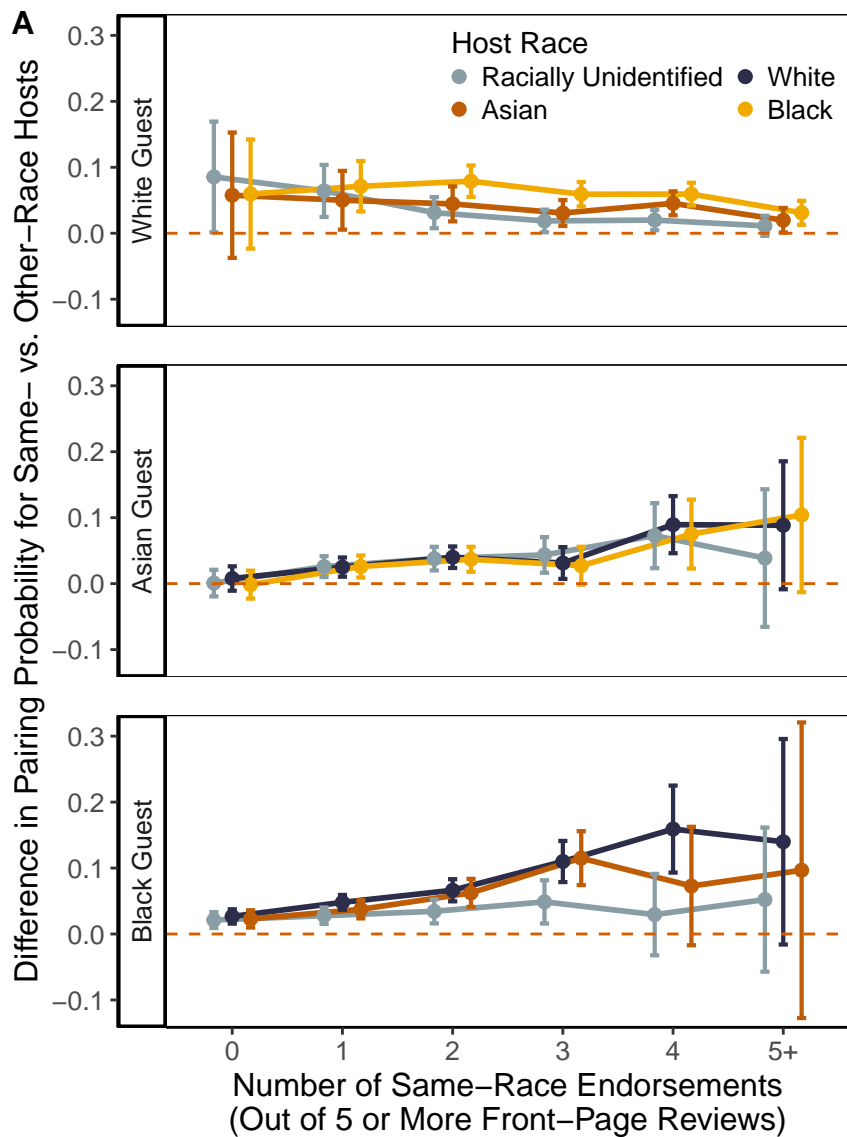 A
Difference in Pairing Probability for Same− vs. Other−Race Hosts
Host Race
Racially Unidentified
White
Asian
Black
White Guest
0.3
0.2
0.1
0.0
−0.1
Asian Guest
0.3
0.2
0.1
0.0
−0.1
Black Guest
0.3
0.2
0.1
0.0
−0.1
0 1 2 3 4 5+
Number of Same−Race Endorsements
(Out of 5 or More Front−Page Reviews)